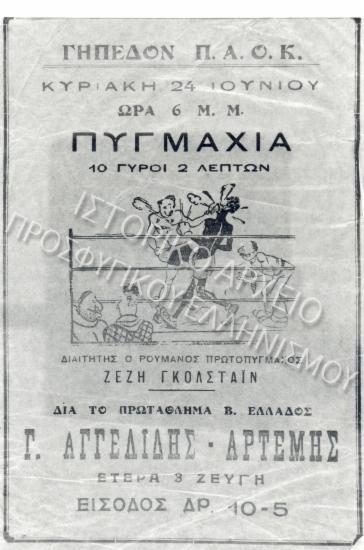 ΓΗΠΕΔΟΝ Π. Α. Ο. Κ.
ΚΥΡΙΑΚΗ 24 ΙΟΥΝΙΟΥ
ΩΡΑ 6 Μ. Μ.
ΠΥΓΜΑΧΙΑ
10 ΓΥΡΟΙ 2 ΛΕΠΤΩΝ
ΙΣΤΟΡΙΚΟ ΑΡΧΕΙΟ
ΠΡΟΣΦΥΓΙΚΟΥ ΕΛΛΗΝΙΣΜΟΥ
ΔΙΑΙΤΗΤΗΣ Ο ΡΟΥΜΑΝΟΣ ΠΡΩΤΟΠΥΓΜΑΧΟΣ
ΖΕΖΗ ΓΚΟΛΣΤΑΪΝ
ΔΙΑ ΤΟ ΠΡΩΤΑΘΛΗΜΑ Β. ΕΛΛΑΔΟΣ
Γ. ΑΓΓΕΛΙΔΗΣ - ΑΡΤΕΜΗΣ
ΕΤΕΡΑ 3 ΖΕΥΓΗ
ΕΙΣΟΔΟΣ ΔΡ. 10-5